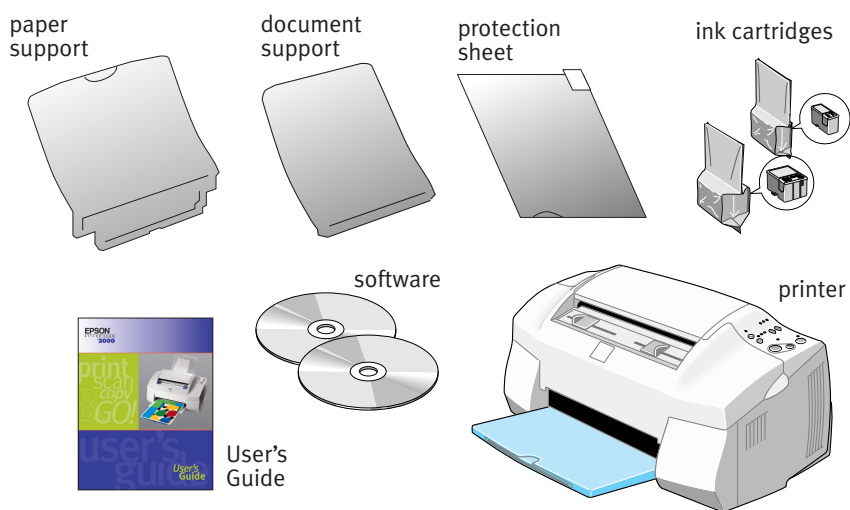 paper
support
document
support
protection
sheet
ink cartridges
software
printer
EPSON
2000
print
scan
copy
GO!
user's
guide
User's
Guide
User's
Guide